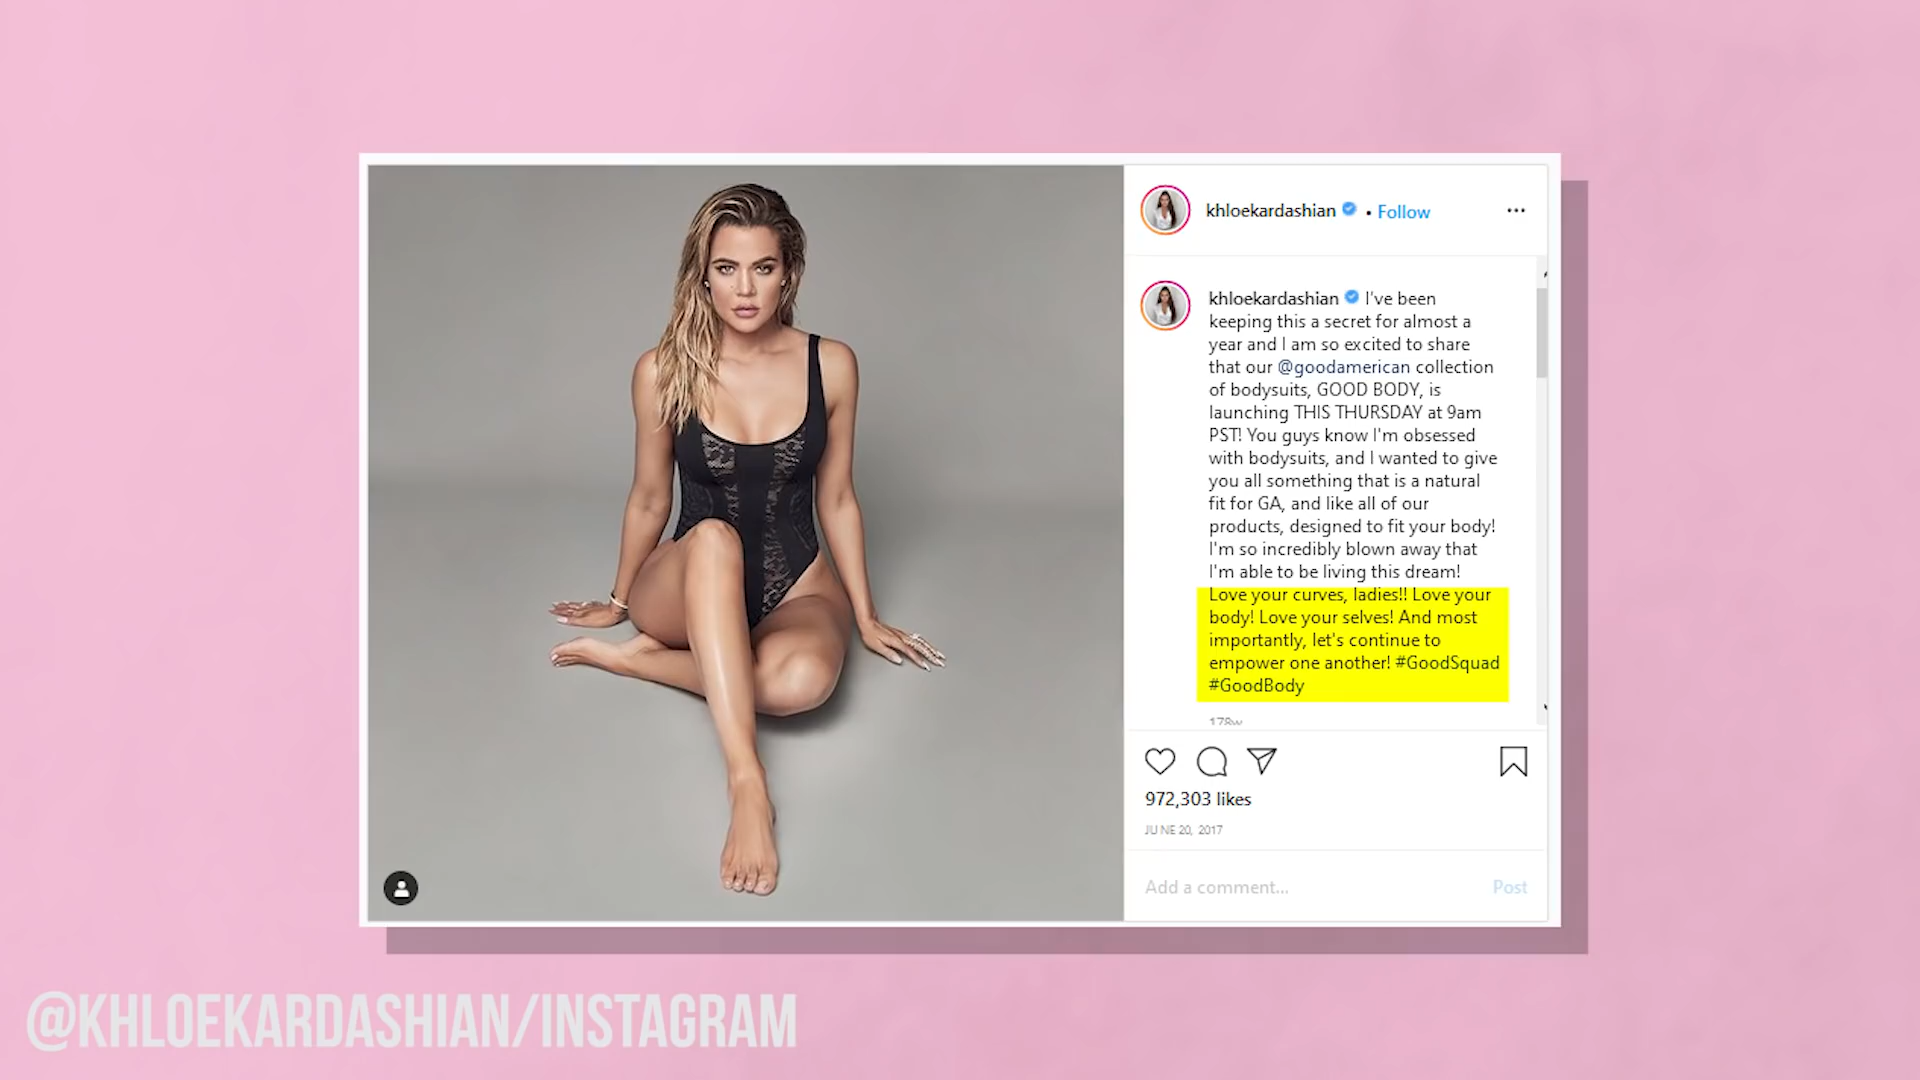 khloekardashian • Follow
khloekardashian I've been
keeping this a secret for almost a
year and I am so excited to share
that our @goodamerican collection
of bodysuits, GOOD BODY, is
launching THIS THURSDAY at 9am
PST! You guys know I'm obsessed
with bodysuits, and I wanted to give
you all something that is a natural
fit for GA, and like all of our
products, designed to fit your body!
I'm so incredibly blown away that
I'm able to be living this dream!
Love your curves, ladies!! Love your
body! Love your selves! And most
importantly, let's continue to
empower one another! #GoodSquad
#GoodBody
178w
972,303 likes
JUNE 20, 2017
Add a comment... Post
@KHLOEKARDASHIAN/INSTAGRAM